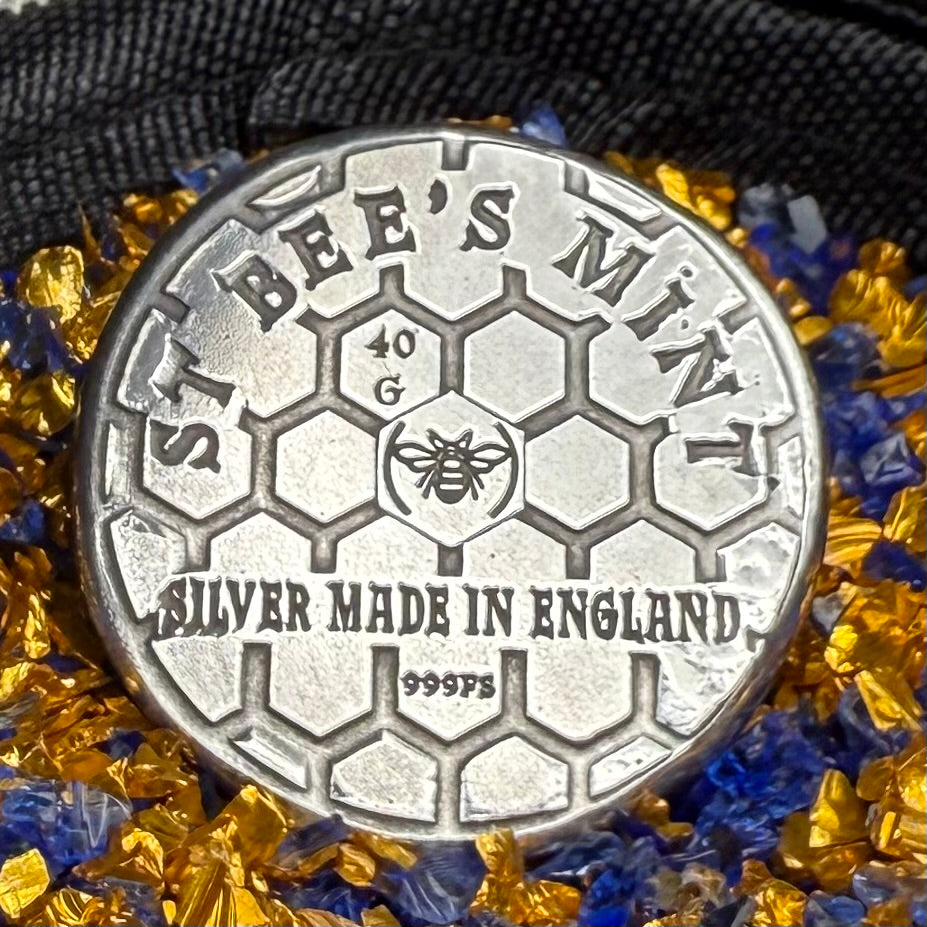 ST BEE'S MiNT
40
G
SILVER MADE IN ENGLAND
999FS